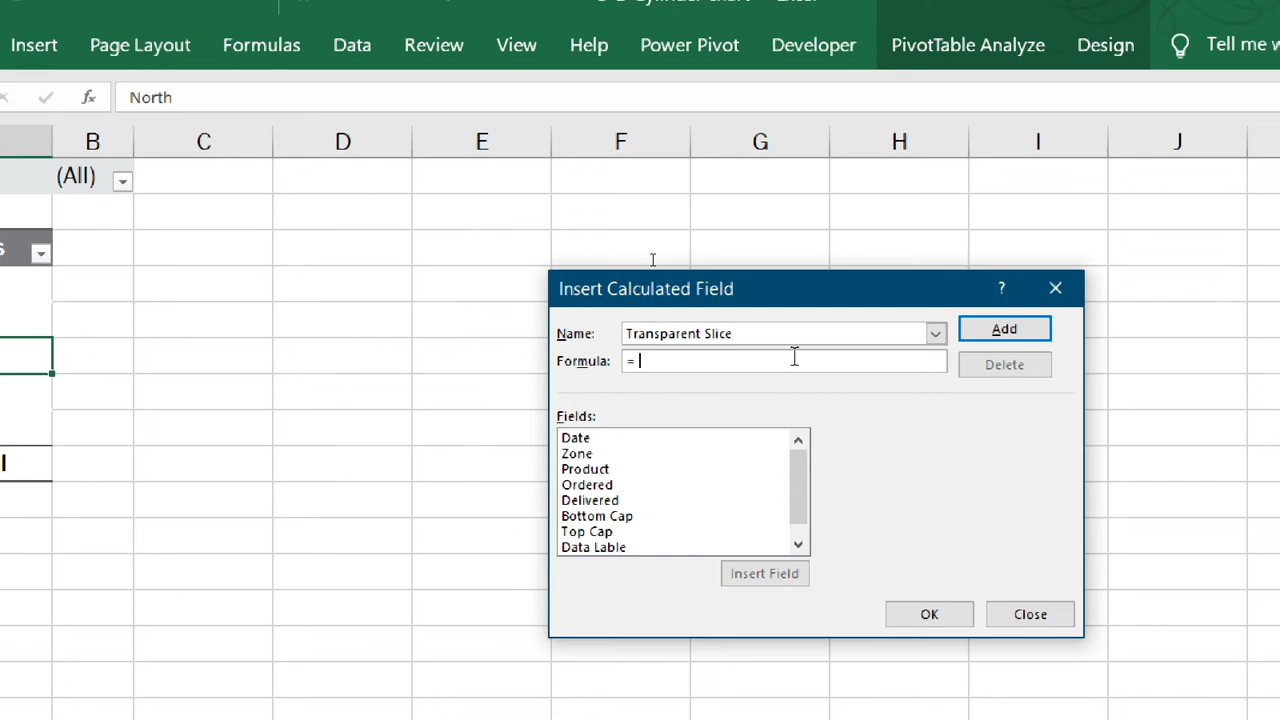 Insert Page Layout Formulas Data Review View Help Power Pivot Developer PivotTable Analyze Design Tell me
fx North
B C D E F G H I J
(All)
s
Insert Calculated Field ?
Name: Transparent Slice Add
Formula: = Delete
Fields:
Date
Zone
Product
Ordered
Delivered
Bottom Cap
Top Cap
Data Lable
l
Insert Field
OK Close